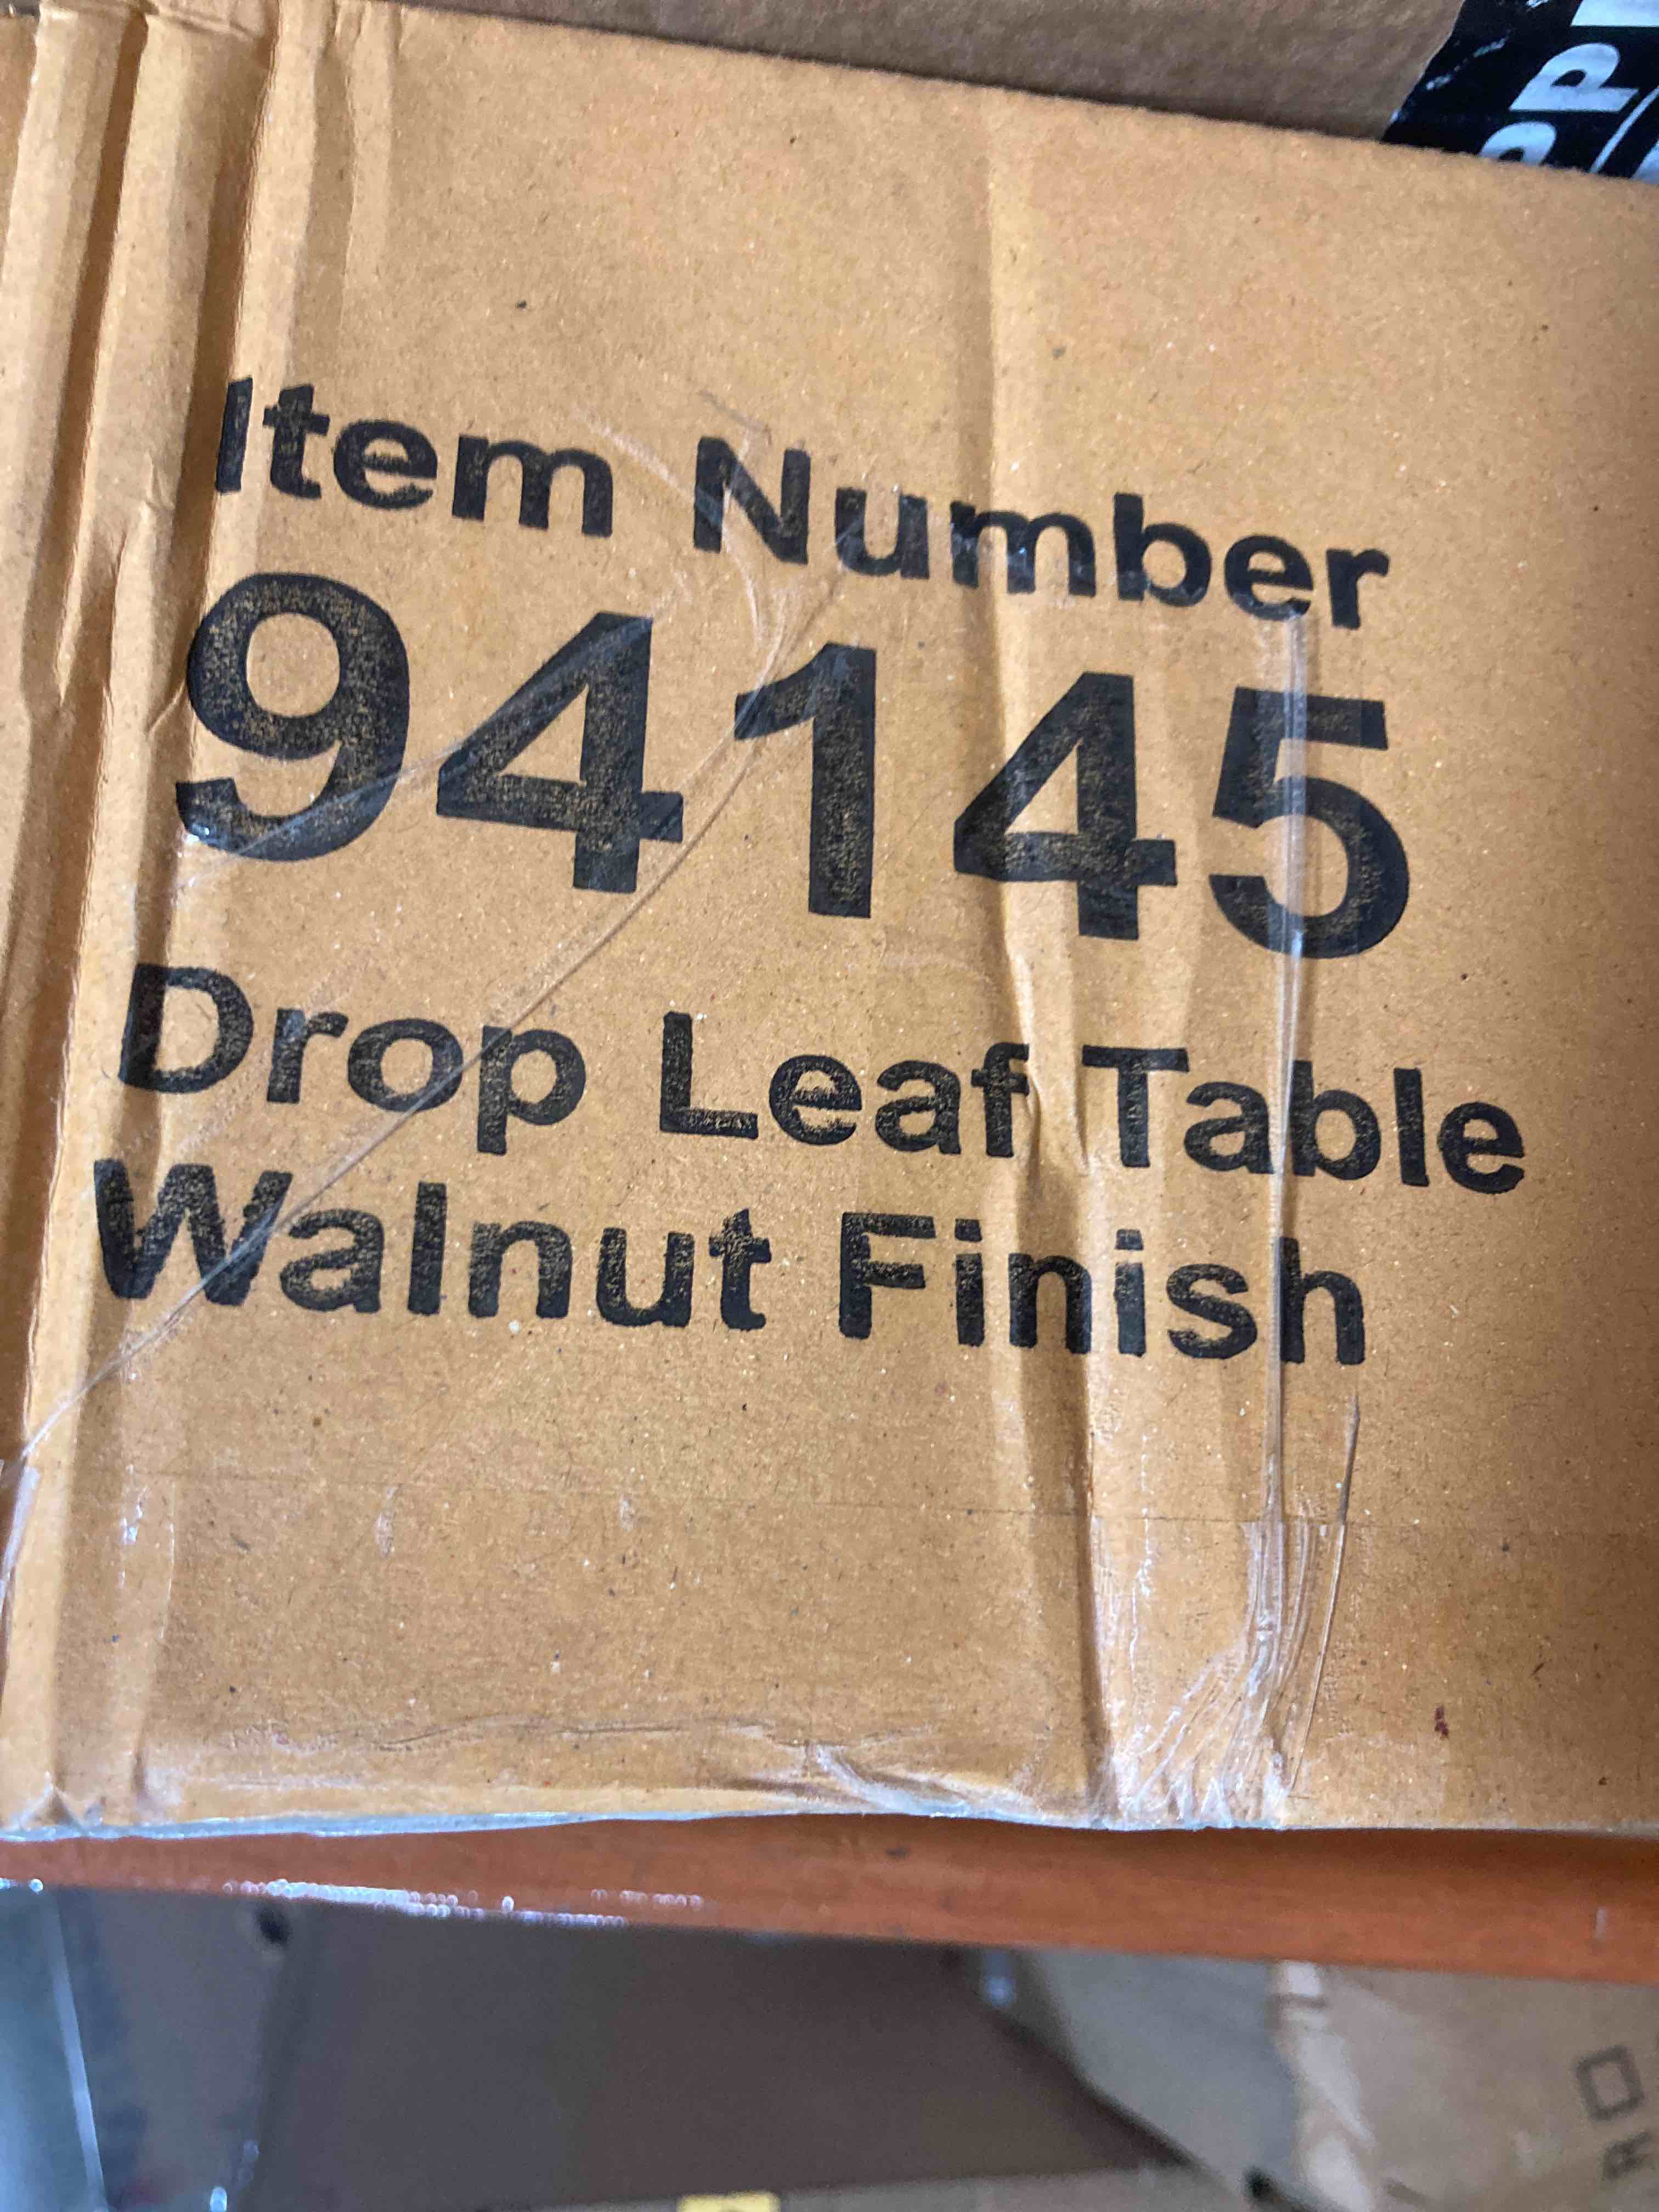 Item Number
94145
Drop Leaf Table
Walnut Finish